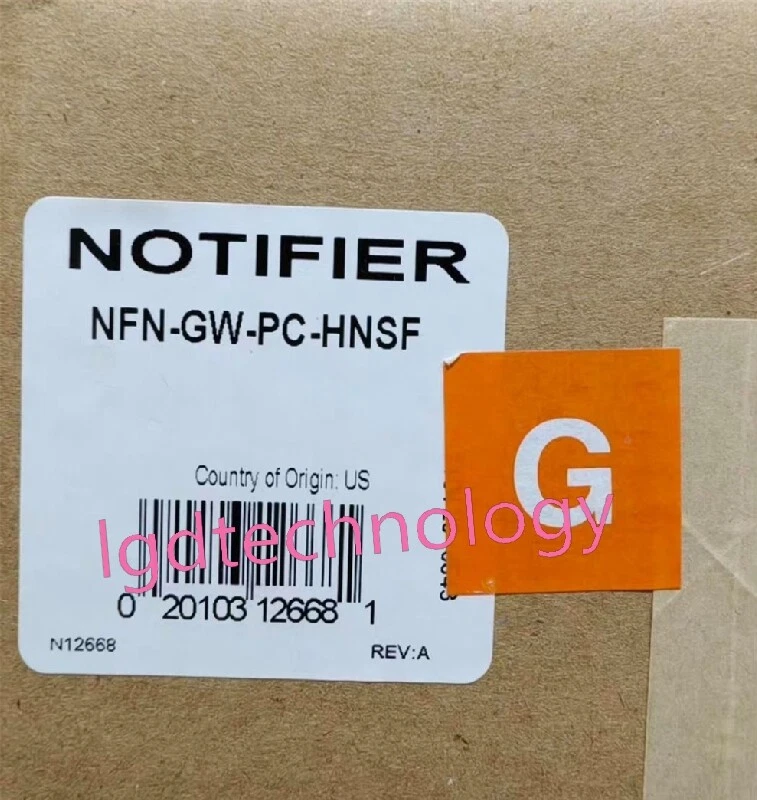 NOTIFIER
NFN-GW-PC-HNSF
G
Country of Origin: US
lgdtechnology
0 20103 12668 1
N12668
REV:A